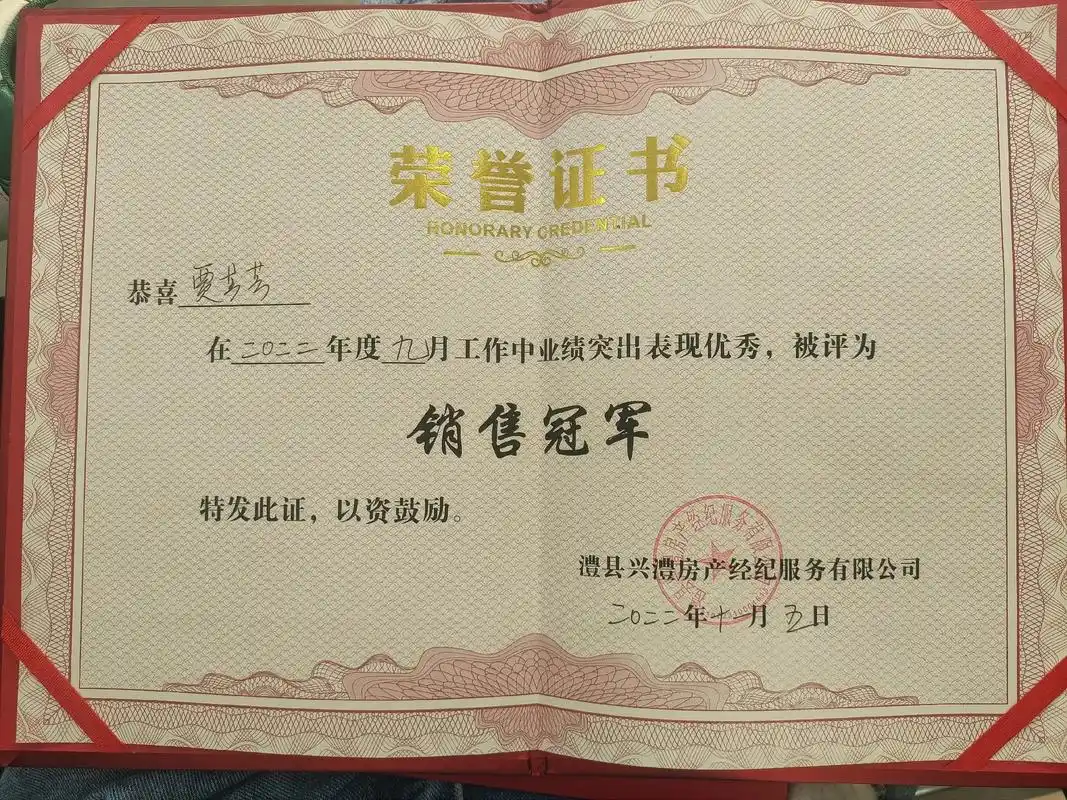 荣誉证书
HONORARY CREDENTIAL
恭喜 贾芸芸
在二〇二二年度九月工作中业绩突出表现优秀，被评为
销售冠军
特发此证，以资鼓励。
澧县兴澧房产经纪服务有限公司
二〇二二年十一月五日